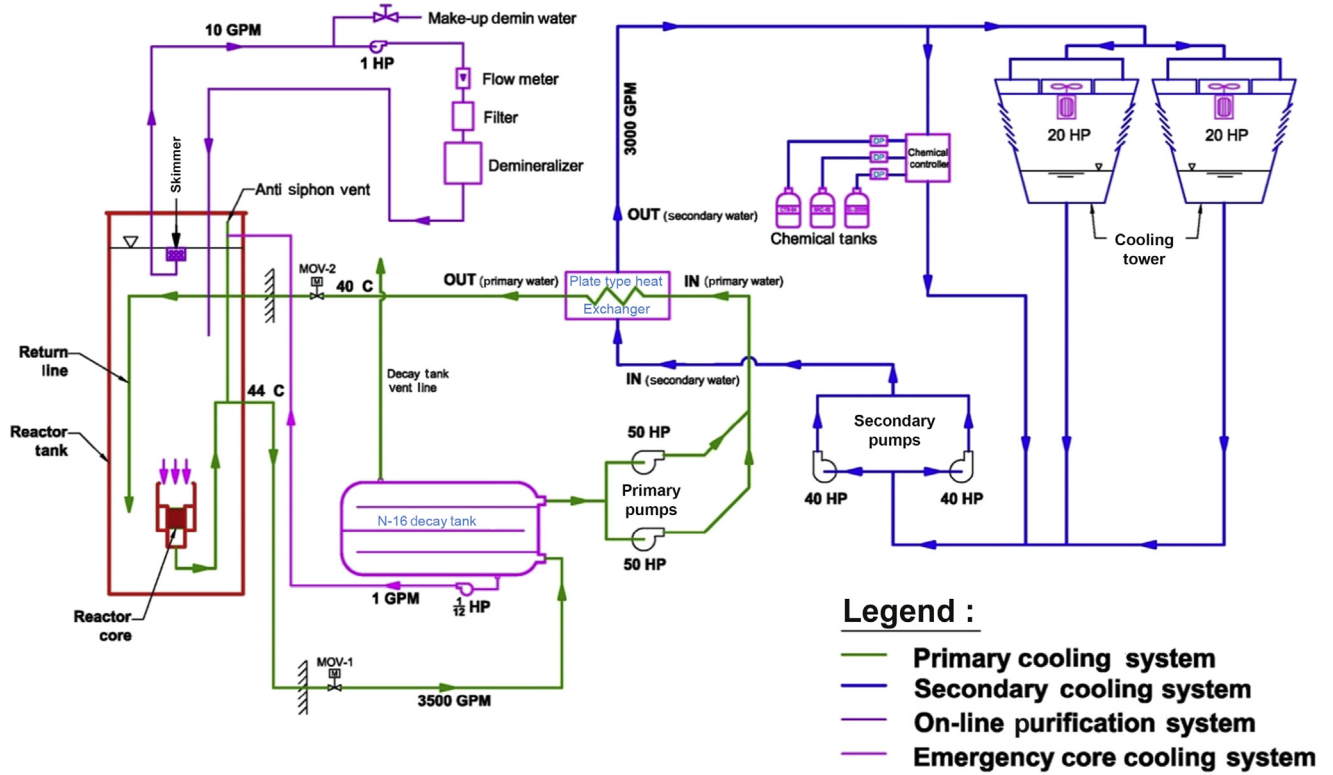 Make-up demin water
10 GPM
1 HP
Flow meter
Filter
Demineralizer
Skimmer
Anti siphon vent
3000 GPM
20 HP
20 HP
DP
DP
DP
Chemical
controller
Chemical tanks
Cooling
tower
OUT (secondary water)
MOV-2
M
40 C
OUT (primary water)
Plate type heat
Exchanger
IN (primary water)
Return
line
Decay tank
vent line
IN (secondary water)
44 C
Reactor
tank
50 HP
Secondary
pumps
Primary
pumps
40 HP
40 HP
N-16 decay tank
50 HP
1 GPM
1/12 HP
Reactor
core
MOV-1
M
3500 GPM
Legend :
Primary cooling system
Secondary cooling system
On-line purification system
Emergency core cooling system